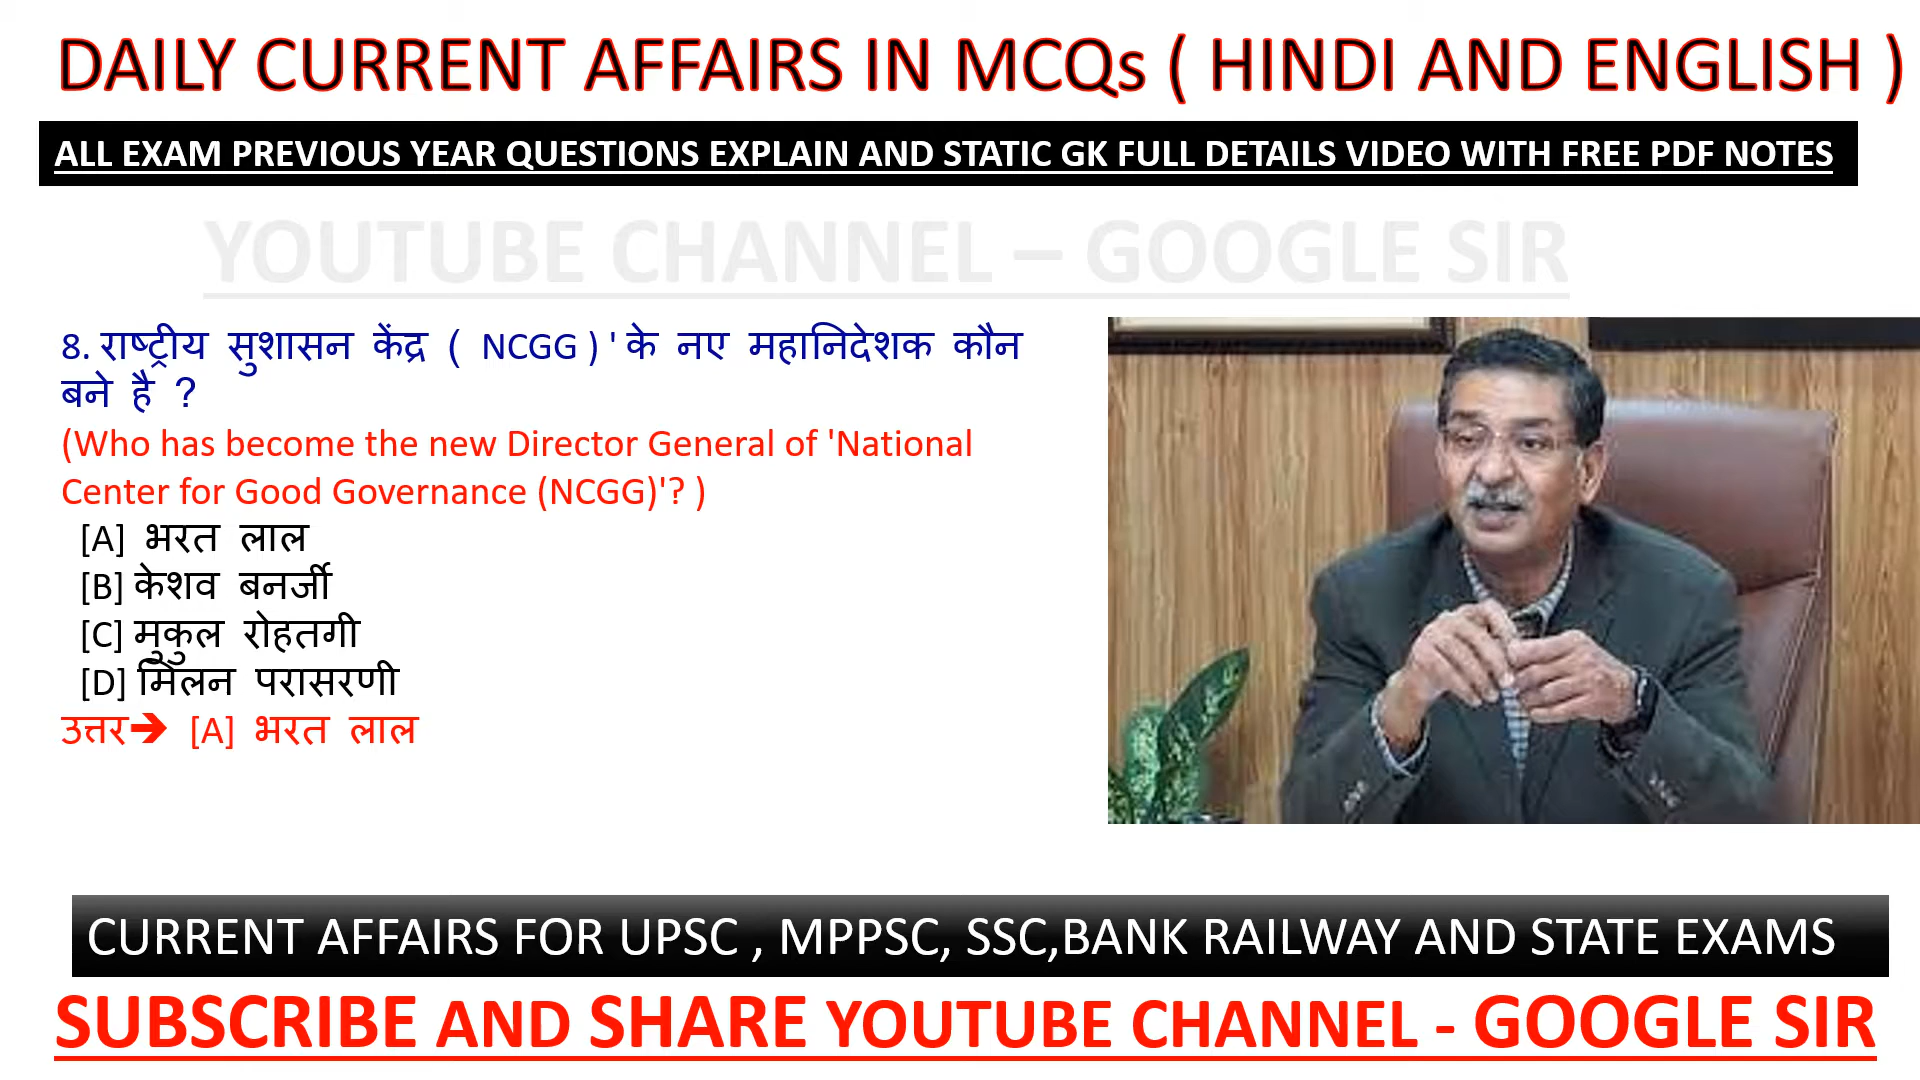 DAILY CURRENT AFFAIRS IN MCQs ( HINDI AND ENGLISH )
ALL EXAM PREVIOUS YEAR QUESTIONS EXPLAIN AND STATIC GK FULL DETAILS VIDEO WITH FREE PDF NOTES
YOUTUBE CHANNEL – GOOGLE SIR
8. राष्ट्रीय सुशासन केंद्र ( NCGG ) ' के नए महानिदेशक कौन
बने है ?
(Who has become the new Director General of 'National
Center for Good Governance (NCGG)'? )
[A] भरत लाल
[B] केशव बनर्जी
[C] मुकुल रोहतगी
[D] मिलन परासरणी
उत्तर➔ [A] भरत लाल
CURRENT AFFAIRS FOR UPSC , MPPSC, SSC,BANK RAILWAY AND STATE EXAMS
SUBSCRIBE AND SHARE YOUTUBE CHANNEL - GOOGLE SIR